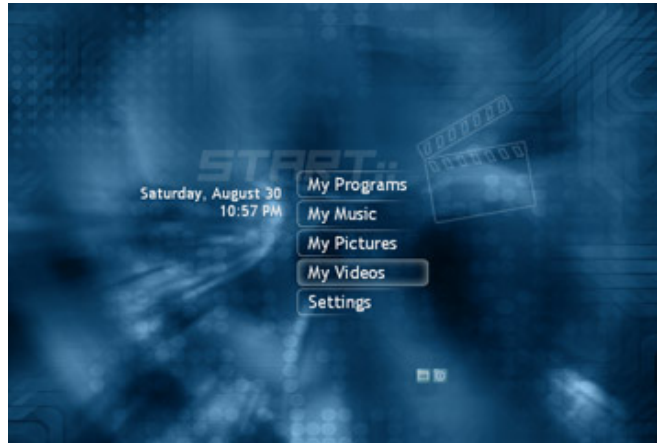 START..
Saturday, August 30
10:57 PM
My Programs
My Music
My Pictures
My Videos
Settings